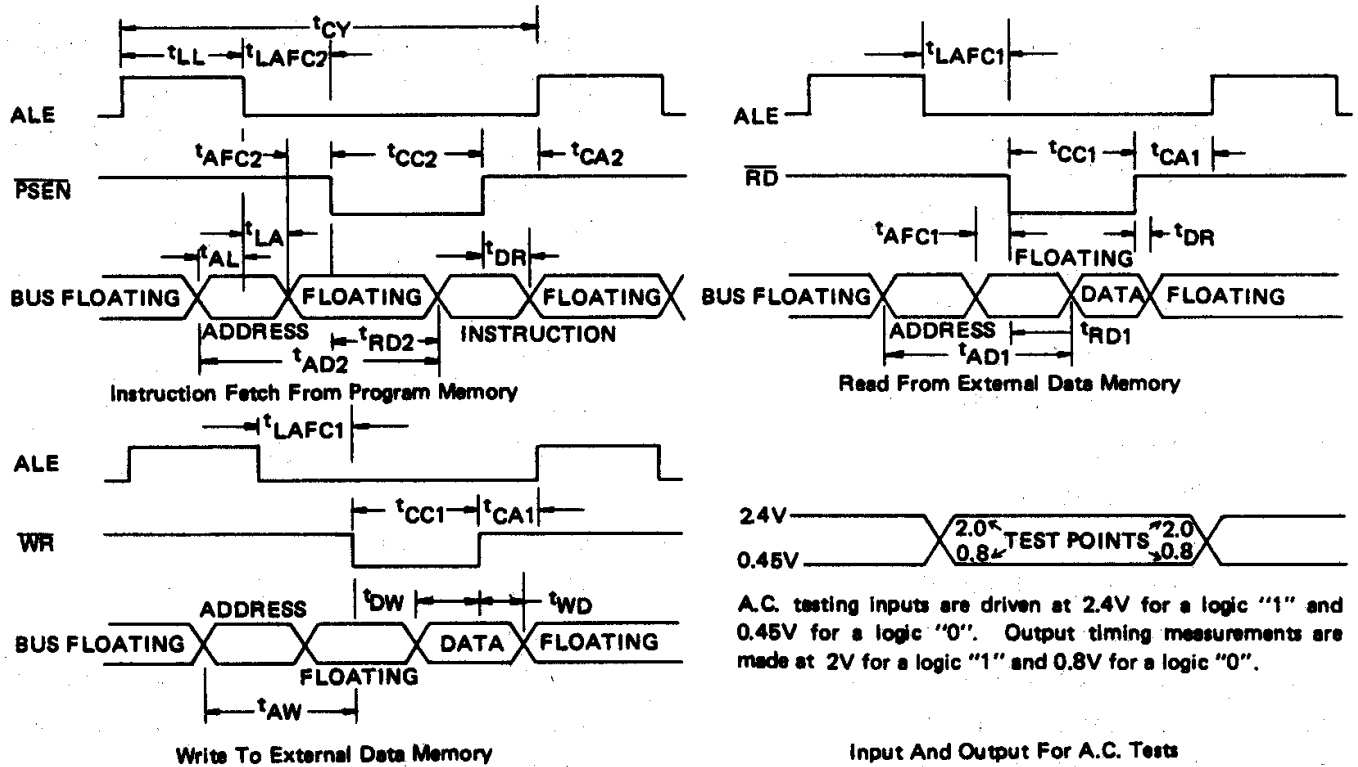 tCY
tLL tLAFC2
ALE
tAFC2 tCC2 tCA2
PSEN
tLA
tAL tDR
BUS FLOATING FLOATING FLOATING
ADDRESS tRD2 INSTRUCTION
tAD2
Instruction Fetch From Program Memory
tLAFC1
ALE
tCC1 tCA1
RD
tAFC1 tDR
FLOATING
BUS FLOATING DATA FLOATING
ADDRESS tRD1
tAD1
Read From External Data Memory
tLAFC1
ALE
tCC1 tCA1
WR
tDW tWD
ADDRESS
BUS FLOATING DATA FLOATING
FLOATING
tAW
Write To External Data Memory
2.4V 2.0 TEST POINTS 2.0
0.45V 0.8 0.8
A.C. testing inputs are driven at 2.4V for a logic "1" and
0.45V for a logic "0". Output timing measurements are
made at 2V for a logic "1" and 0.8V for a logic "0".
Input And Output For A.C. Tests